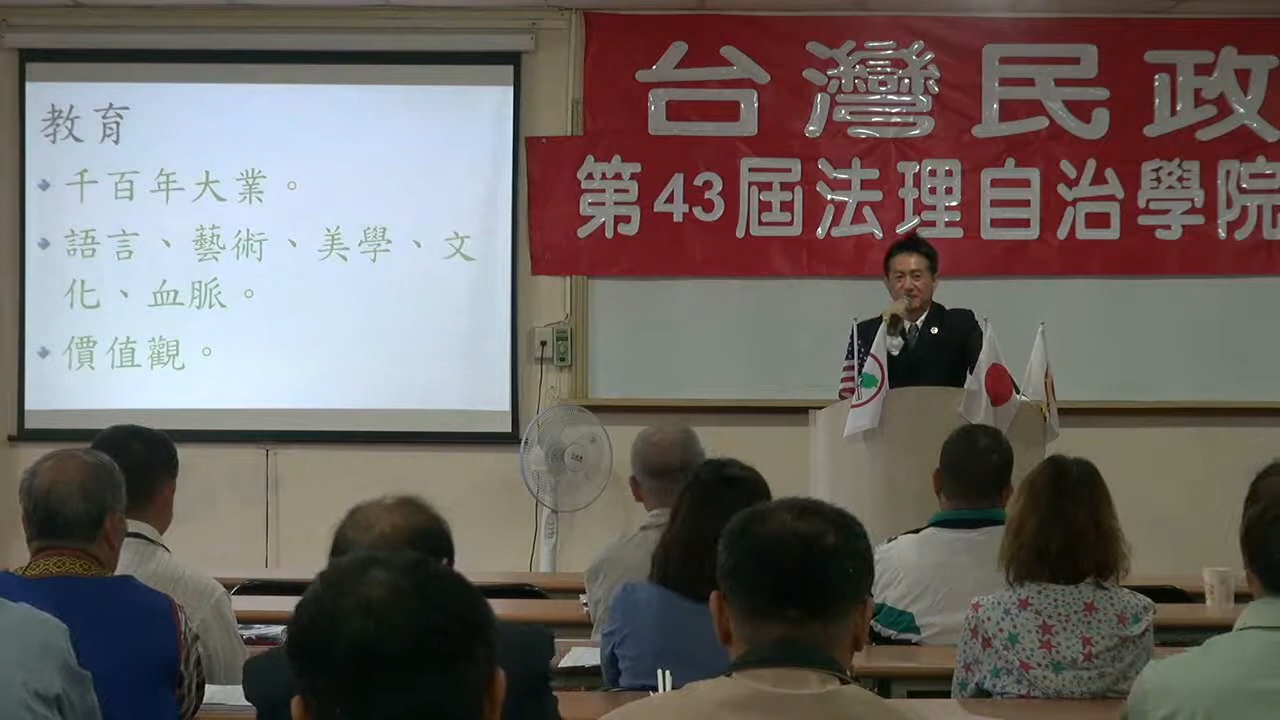 教育
千百年大業。
語言、藝術、美學、文
化、血脈。
價值觀。
台灣民政
第43屆法理自治學院